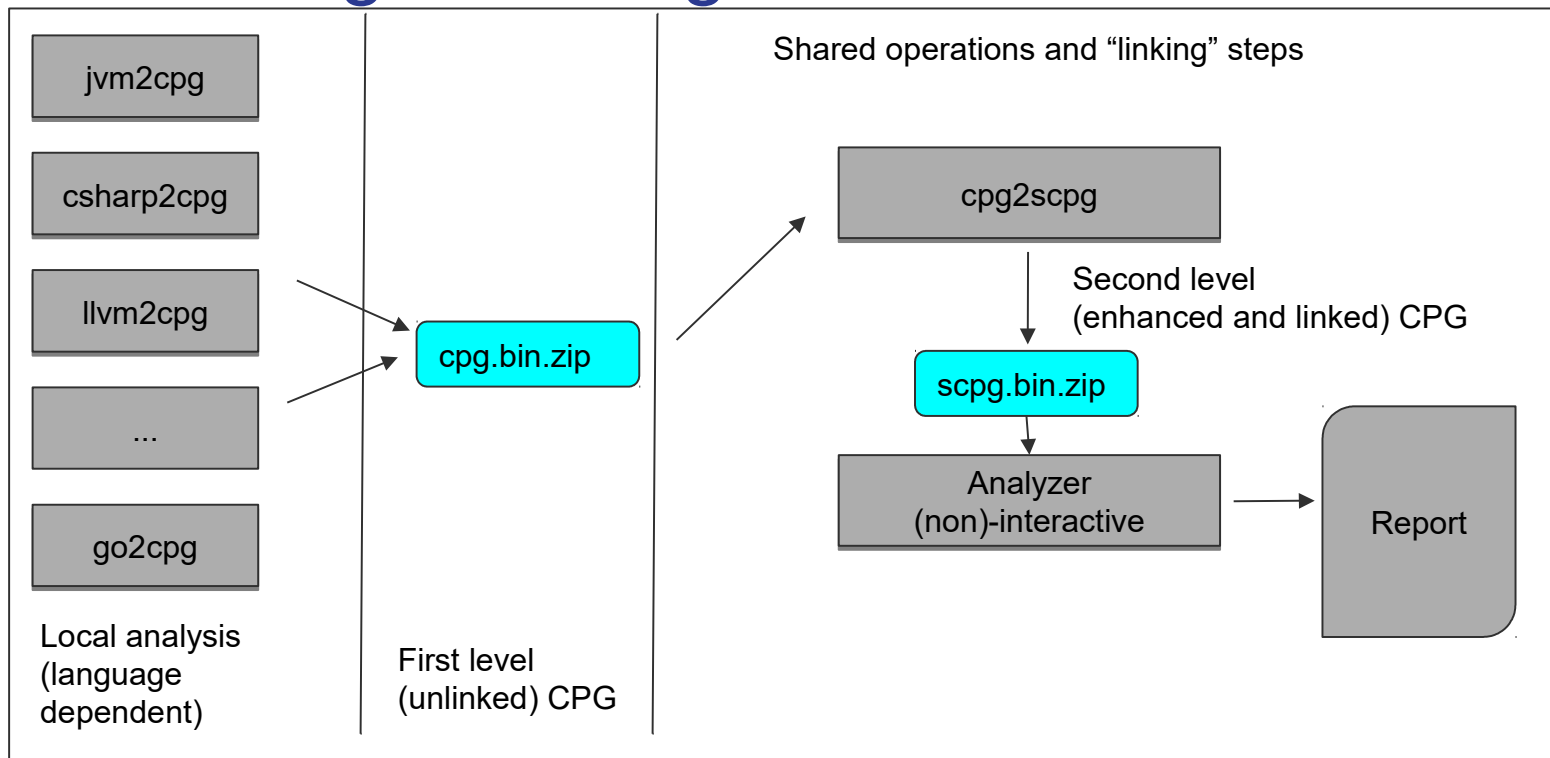 jvm2cpg
csharp2cpg
llvm2cpg
...
go2cpg
Local analysis
(language
dependent)
cpg.bin.zip
First level
(unlinked) CPG
Shared operations and “linking” steps
cpg2scpg
Second level
(enhanced and linked) CPG
scpg.bin.zip
Analyzer
(non)-interactive
Report